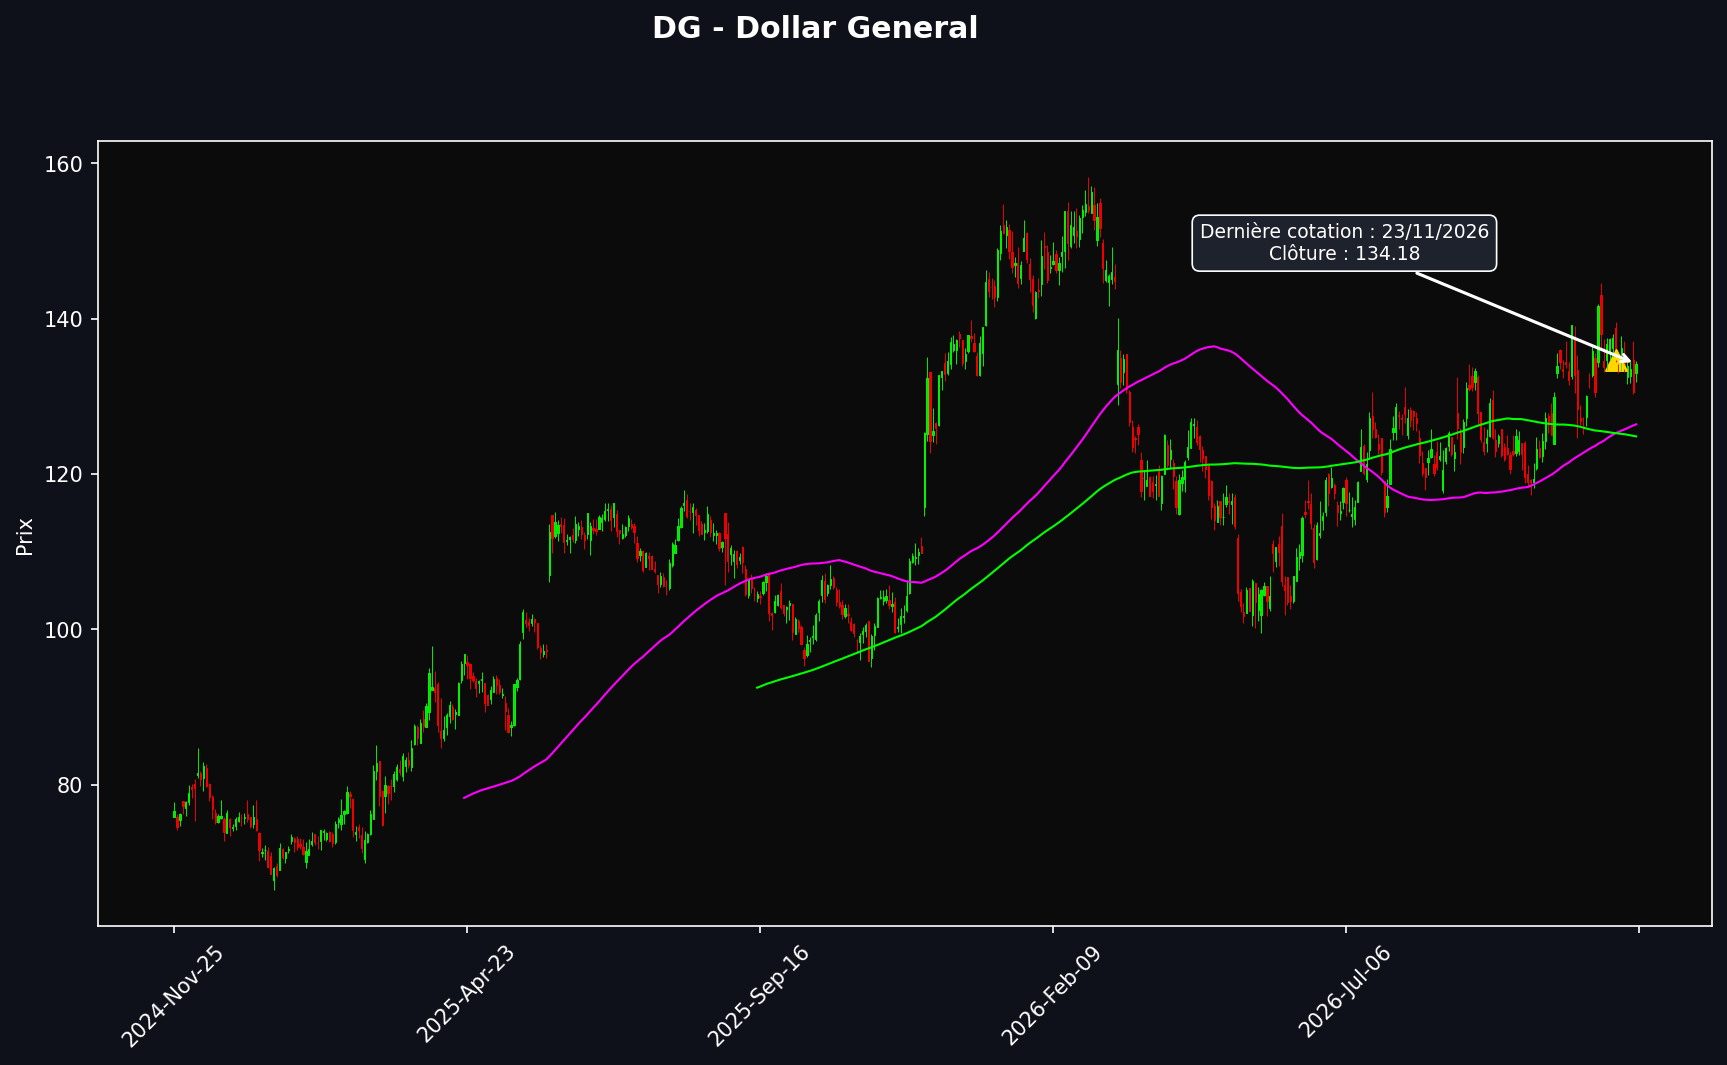 DG - Dollar General
160
140
120
100
80
Prix
Dernière cotation : 23/11/2026
Clôture : 134.18
2024-Nov-25
2025-Apr-23
2025-Sep-16
2026-Feb-09
2026-Jul-06